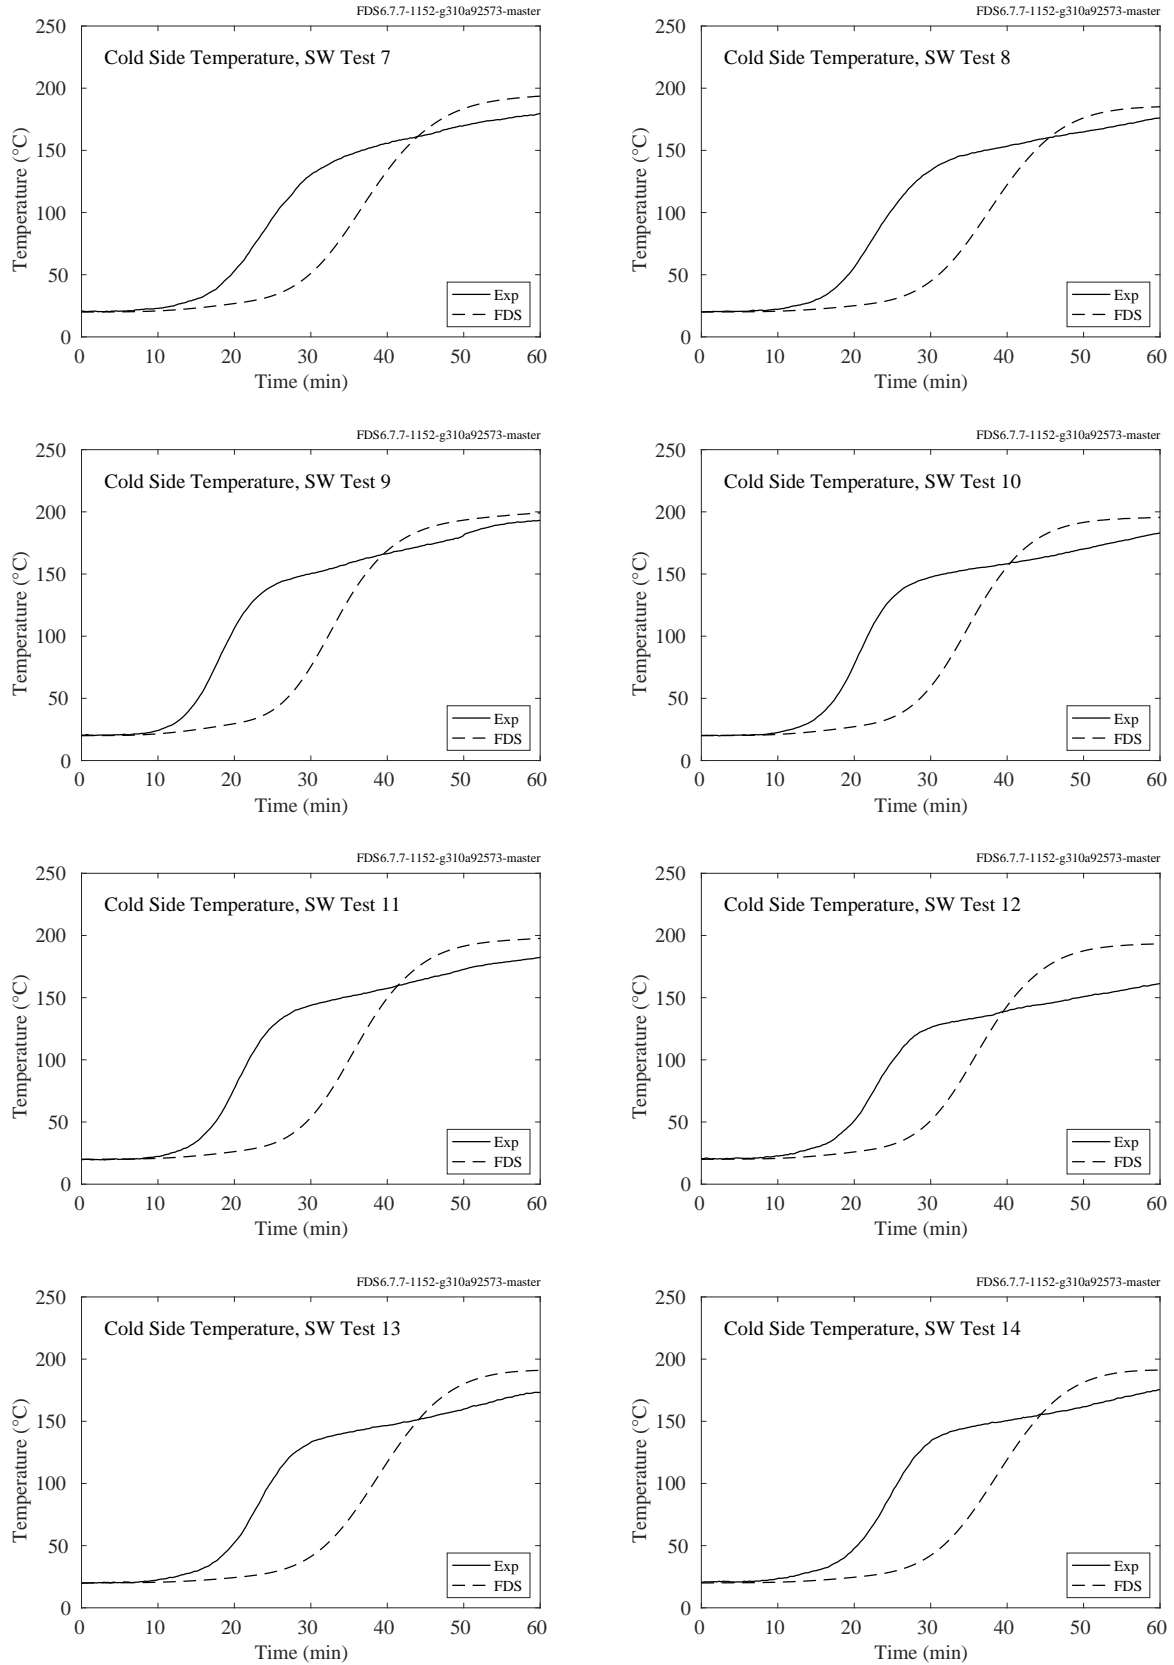 FDS6.7.7-1152-g310a92573-master
Cold Side Temperature, SW Test 7
Temperature (°C)
250
200
150
100
50
0
Exp
FDS
0 10 20 30 40 50 60
Time (min)
FDS6.7.7-1152-g310a92573-master
Cold Side Temperature, SW Test 8
Temperature (°C)
250
200
150
100
50
0
Exp
FDS
0 10 20 30 40 50 60
Time (min)
FDS6.7.7-1152-g310a92573-master
Cold Side Temperature, SW Test 9
Temperature (°C)
250
200
150
100
50
0
Exp
FDS
0 10 20 30 40 50 60
Time (min)
FDS6.7.7-1152-g310a92573-master
Cold Side Temperature, SW Test 10
Temperature (°C)
250
200
150
100
50
0
Exp
FDS
0 10 20 30 40 50 60
Time (min)
FDS6.7.7-1152-g310a92573-master
Cold Side Temperature, SW Test 11
Temperature (°C)
250
200
150
100
50
0
Exp
FDS
0 10 20 30 40 50 60
Time (min)
FDS6.7.7-1152-g310a92573-master
Cold Side Temperature, SW Test 12
Temperature (°C)
250
200
150
100
50
0
Exp
FDS
0 10 20 30 40 50 60
Time (min)
FDS6.7.7-1152-g310a92573-master
Cold Side Temperature, SW Test 13
Temperature (°C)
250
200
150
100
50
0
Exp
FDS
0 10 20 30 40 50 60
Time (min)
FDS6.7.7-1152-g310a92573-master
Cold Side Temperature, SW Test 14
Temperature (°C)
250
200
150
100
50
0
Exp
FDS
0 10 20 30 40 50 60
Time (min)